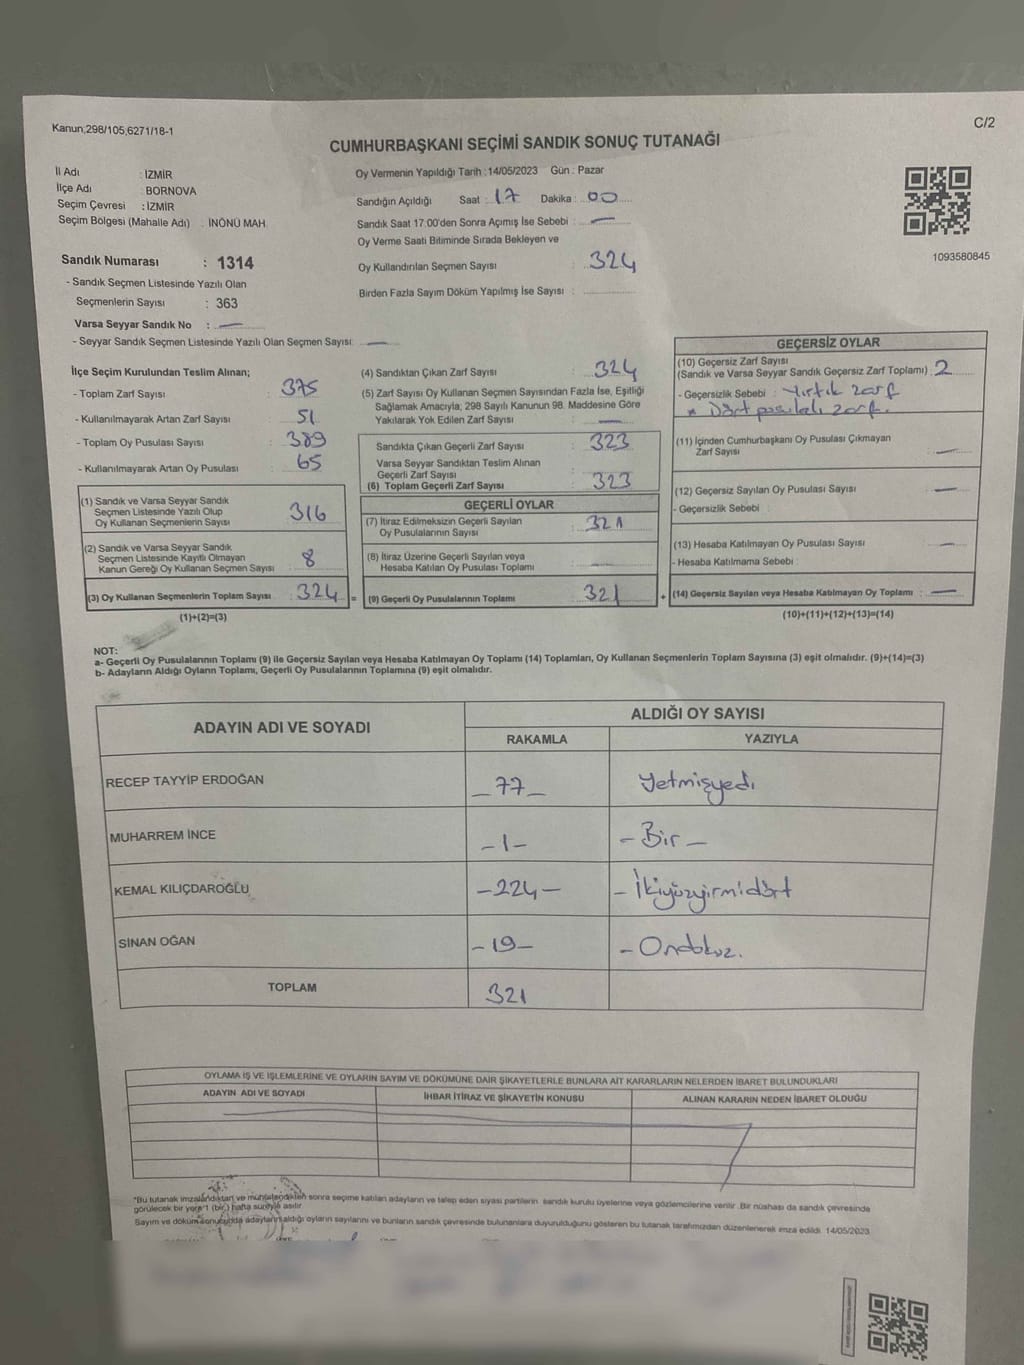 Kanun;298/105,6271/18-1
C/2
CUMHURBAŞKANI SEÇİMİ SANDIK SONUÇ TUTANAĞI
İl Adı : İZMİR
İlçe Adı : BORNOVA
Seçim Çevresi : İZMİR
Seçim Bölgesi (Mahalle Adı) : İNÖNÜ MAH.
Sandık Numarası : 1314
- Sandık Seçmen Listesinde Yazılı Olan
Seçmenlerin Sayısı : 363
Varsa Seyyar Sandık No : —
- Seyyar Sandık Seçmen Listesinde Yazılı Olan Seçmen Sayısı: —
Oy Vermenin Yapıldığı Tarih :14/05/2023 Gün : Pazar
Sandığın Açıldığı Saat : 17 Dakika : 00
Sandık Saat 17.00'den Sonra Açımış İse Sebebi : —
Oy Verme Saati Bitiminde Sırada Bekleyen ve
Oy Kullandırılan Seçmen Sayısı : 324
Birden Fazla Sayım Döküm Yapılmış İse Sayısı :
1093580845
İlçe Seçim Kurulundan Teslim Alınan;
- Toplam Zarf Sayısı : 375
- Kullanılmayarak Artan Zarf Sayısı : 51
- Toplam Oy Pusulası Sayısı : 389
- Kullanılmayarak Artan Oy Pusulası : 65
(1) Sandık ve Varsa Seyyar Sandık
Seçmen Listesinde Yazılı Olup
Oy Kullanan Seçmenlerin Sayısı : 316
(2) Sandık ve Varsa Seyyar Sandık
Seçmen Listesinde Kayıtlı Olmayan
Kanun Gereği Oy Kullanan Seçmen Sayısı : 8
(3) Oy Kullanan Seçmenlerin Toplam Sayısı : 324 =
(1)+(2)=(3)
(4) Sandıktan Çıkan Zarf Sayısı : 324
(5) Zarf Sayısı Oy Kullanan Seçmen Sayısından Fazla İse, Eşitliği
Sağlamak Amacıyla; 298 Sayılı Kanunun 98. Maddesine Göre
Yakılarak Yok Edilen Zarf Sayısı : —
Sandıkta Çıkan Geçerli Zarf Sayısı : 323
Varsa Seyyar Sandıktan Teslim Alınan
Geçerli Zarf Sayısı :
(6) Toplam Geçerli Zarf Sayısı : 323
GEÇERLİ OYLAR
(7) İtiraz Edilmeksizin Geçerli Sayılan
Oy Pusulalarının Sayısı : 321
(8) İtiraz Üzerine Geçerli Sayılan veya
Hesaba Katılan Oy Pusulası Toplamı : —
(9) Geçerli Oy Pusulalarının Toplamı : 321 +
GEÇERSİZ OYLAR
(10) Geçersiz Zarf Sayısı
(Sandık ve Varsa Seyyar Sandık Geçersiz Zarf Toplamı) : 2
- Geçersizlik Sebebi : Yırtık zarf
* Dört pusulalı zarf.
(11) İçinden Cumhurbaşkanı Oy Pusulası Çıkmayan
Zarf Sayısı : —
(12) Geçersiz Sayılan Oy Pusulası Sayısı : —
- Geçersizlik Sebebi :
(13) Hesaba Katılmayan Oy Pusulası Sayısı : —
- Hesaba Katılmama Sebebi :
(14) Geçersiz Sayılan veya Hesaba Katılmayan Oy Toplamı : —
(10)+(11)+(12)+(13)=(14)
NOT:
a- Geçerli Oy Pusulalarının Toplamı (9) ile Geçersiz Sayılan veya Hesaba Katılmayan Oy Toplamı (14) Toplamları, Oy Kullanan Seçmenlerin Toplam Sayısına (3) eşit olmalıdır. (9)+(14)=(3)
b- Adayların Aldığı Oyların Toplamı, Geçerli Oy Pusulalarının Toplamına (9) eşit olmalıdır.
ADAYIN ADI VE SOYADI
ALDIĞI OY SAYISI
RAKAMLA YAZIYLA
RECEP TAYYİP ERDOĞAN -77- Yetmişyedi
MUHARREM İNCE -1- -Bir-
KEMAL KILIÇDAROĞLU -224- -İkiyüzyirmidört
SİNAN OĞAN -19- -Ondokuz.
TOPLAM 321
OYLAMA İŞ VE İŞLEMLERİNE VE OYLARIN SAYIM VE DÖKÜMÜNE DAİR ŞİKAYETLERLE BUNLARA AİT KARARLARIN NELERDEN İBARET BULUNDUKLARI
ADAYIN ADI VE SOYADI İHBAR İTİRAZ VE ŞİKAYETİN KONUSU ALINAN KARARIN NEDEN İBARET OLDUĞU
*Bu tutanak imzalandıktan ve mühürlendikten sonra seçime katılan adayların ve talep eden siyasi partilerin sandık kurulu üyelerine veya gözlemcilerine verilir. Bir nüshası da sandık çevresinde
görülecek bir yere 1 (bir) hafta süreyle asılır.
Sayım ve döküm sonucunda adayların aldığı oyların sayılarını ve bunların sandık çevresinde bulunanlara duyurulduğunu gösteren bu tutanak tarafımızdan düzenlenerek imza edildi. 14/05/2023